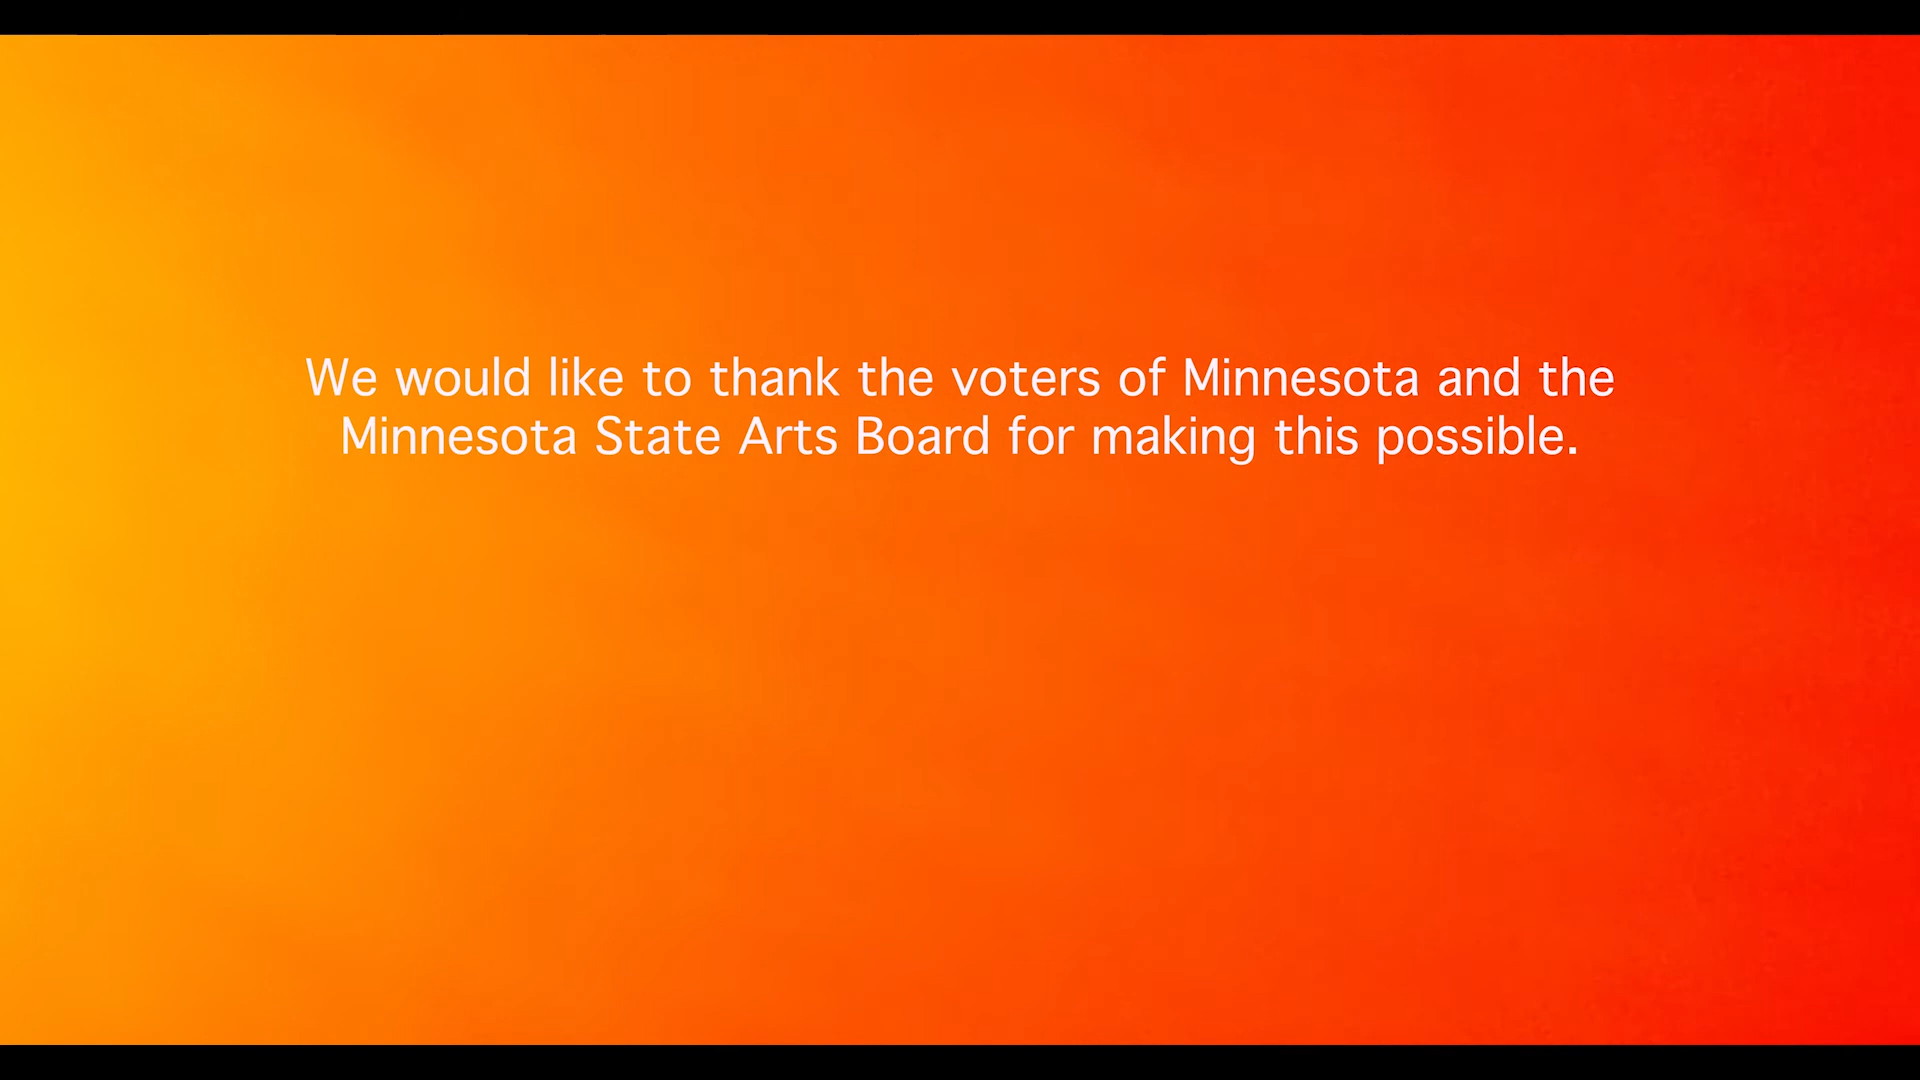 We would like to thank the voters of Minnesota and the
Minnesota State Arts Board for making this possible.